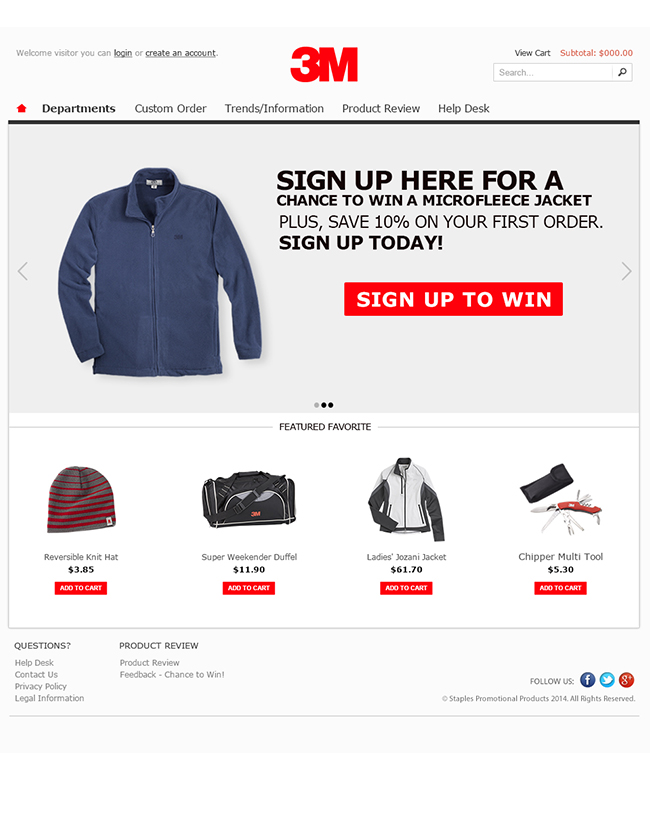 Welcome visitor you can login or create an account.
3M
View Cart Subtotal: $000.00
Search...
Departments Custom Order Trends/Information Product Review Help Desk
SIGN UP HERE FOR A
CHANCE TO WIN A MICROFLEECE JACKET
PLUS, SAVE 10% ON YOUR FIRST ORDER.
SIGN UP TODAY!
3M
SIGN UP TO WIN
FEATURED FAVORITE
3M
Reversible Knit Hat Super Weekender Duffel Ladies' Jozani Jacket Chipper Multi Tool
$3.85 $11.90 $61.70 $5.30
ADD TO CART ADD TO CART ADD TO CART ADD TO CART
QUESTIONS? PRODUCT REVIEW
Help Desk Product Review
Contact Us Feedback - Chance to Win!
Privacy Policy
Legal Information
FOLLOW US: f g+
© Staples Promotional Products 2014. All Rights Reserved.